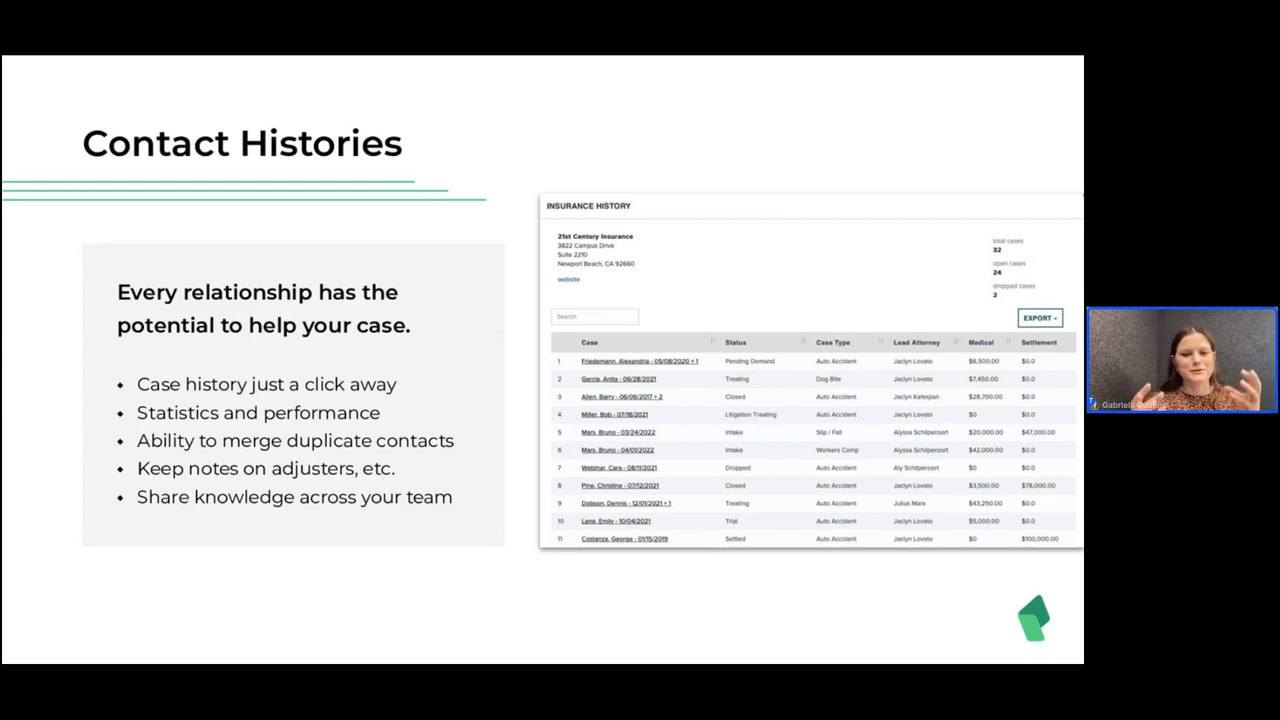 Contact Histories
Every relationship has the
potential to help your case.
Case history just a click away
Statistics and performance
Ability to merge duplicate contacts
Keep notes on adjusters, etc.
Share knowledge across your team
INSURANCE HISTORY
21st Century Insurance
3822 Campus Drive
Suite 2210
Newport Beach, CA 92660
website
total cases
32
open cases
24
dropped cases
2
Search
EXPORT
Case Status Case Type Lead Attorney Medical Settlement
1 Friedemann, Alexandria - 05/08/2020 + 1 Pending Demand Auto Accident Jaclyn Lovato $6,500.00 $0.0
2 Garcia, Anita - 06/28/2021 Treating Dog Bite Jaclyn Lovato $7,450.00 $0.0
3 Allen, Barry - 06/06/2017 + 2 Closed Auto Accident Jaclyn Kafesjian $28,700.00 $0.0
4 Miller, Bob - 07/18/2021 Litigation Treating Auto Accident Jaclyn Lovato $0 $0.0
5 Mars, Bruno - 03/24/2022 Intake Slip / Fall Alyssa Schilperoort $20,000.00 $47,000.00
6 Mars, Bruno - 04/01/2022 Intake Workers Comp Alyssa Schilperoort $42,000.00 $0.0
7 Webinar, Cara - 08/11/2021 Dropped Auto Accident Aly Schilperoort $0 $0.0
8 Pine, Christine - 07/12/2021 Closed Auto Accident Jaclyn Lovato $3,500.00 $78,000.00
9 Dobson, Dennis - 12/01/2021 + 1 Treating Auto Accident Julius Marx $43,250.00 $0.0
10 Lane, Emily - 10/04/2021 Trial Auto Accident Jaclyn Lovato $5,000.00 $0.0
11 Costanza, George - 01/15/2019 Settled Auto Accident Jaclyn Lovato $0 $100,000.00
Gabriella